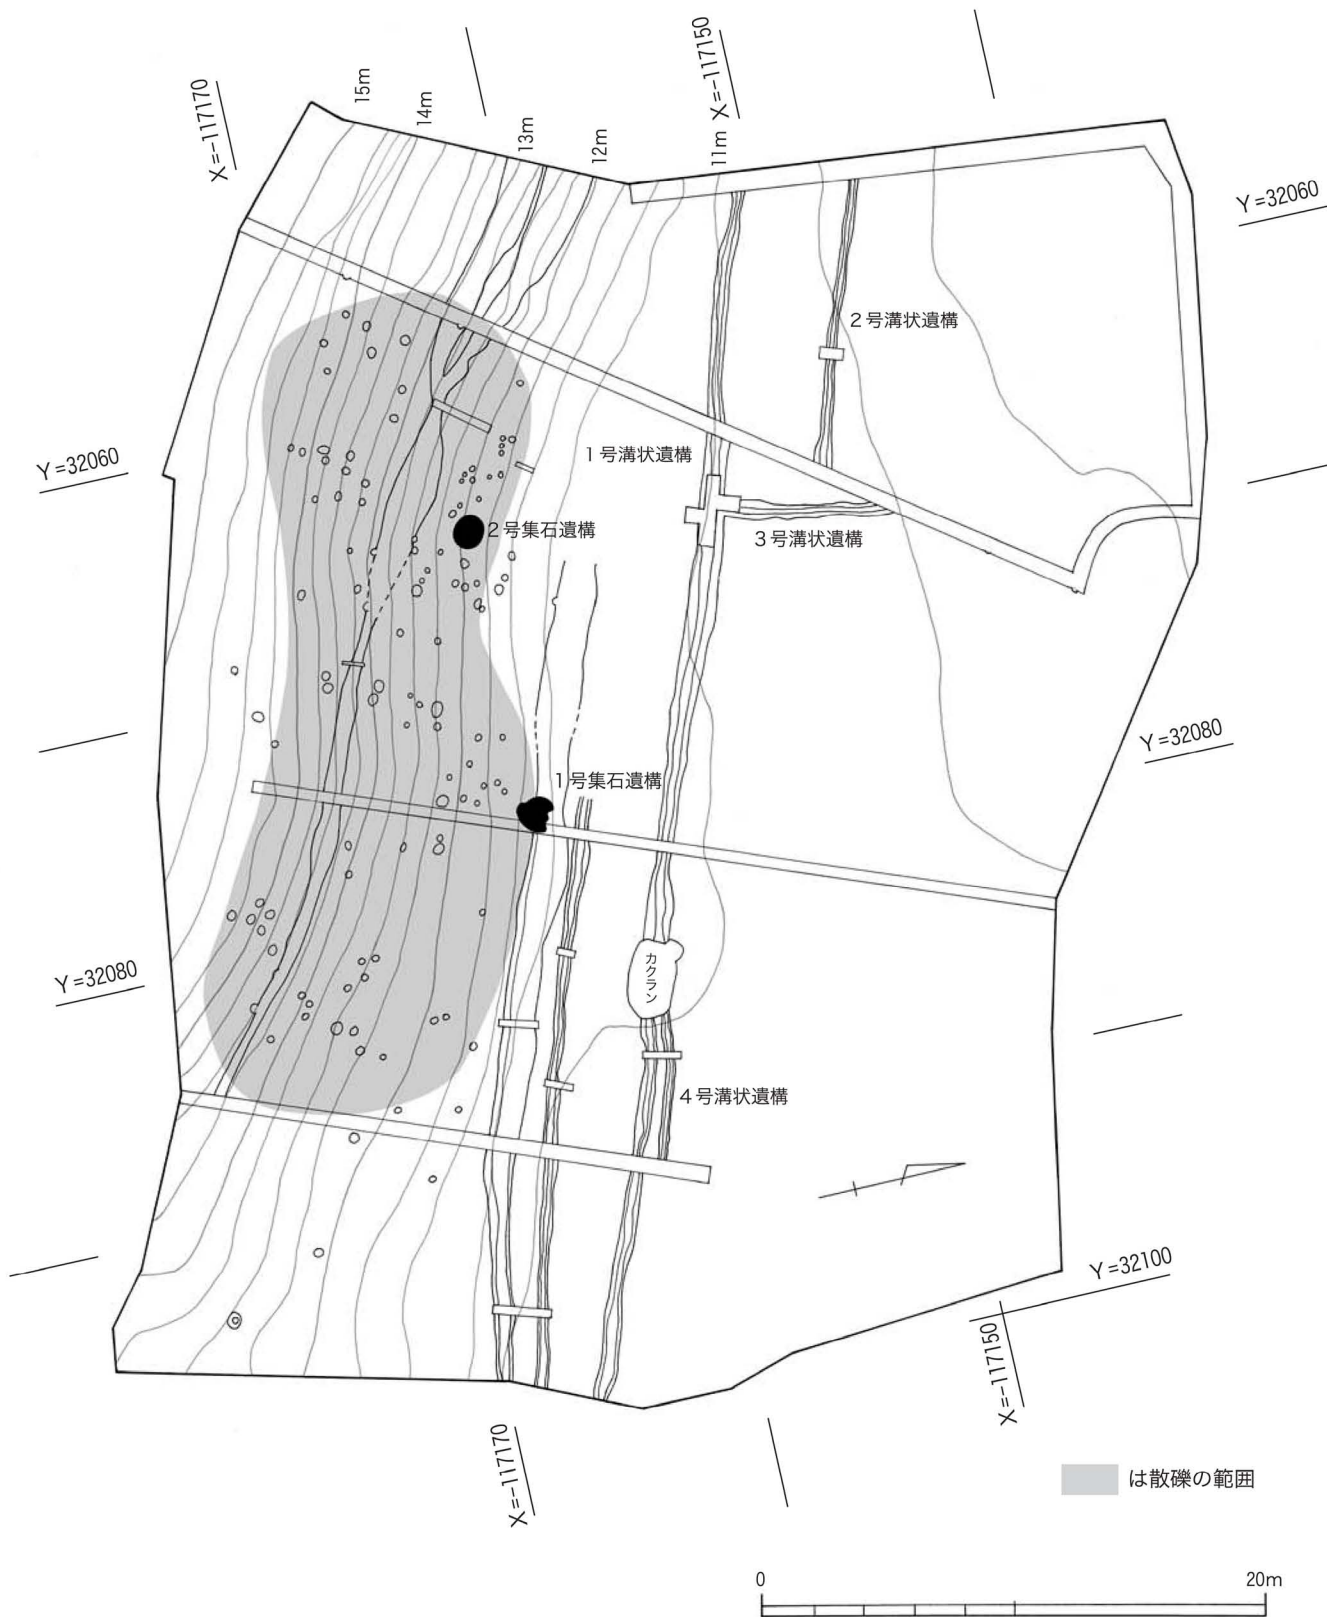 X=-117170
15m
14m
13m
12m
11m
X=-117150
Y=32060
2号溝状遺構
Y=32060
1号溝状遺構
2号集石遺構
3号溝状遺構
Y=32080
1号集石遺構
カクラン
Y=32080
4号溝状遺構
Y=32100
X=-117150
X=-117170
は散礫の範囲
0
20m